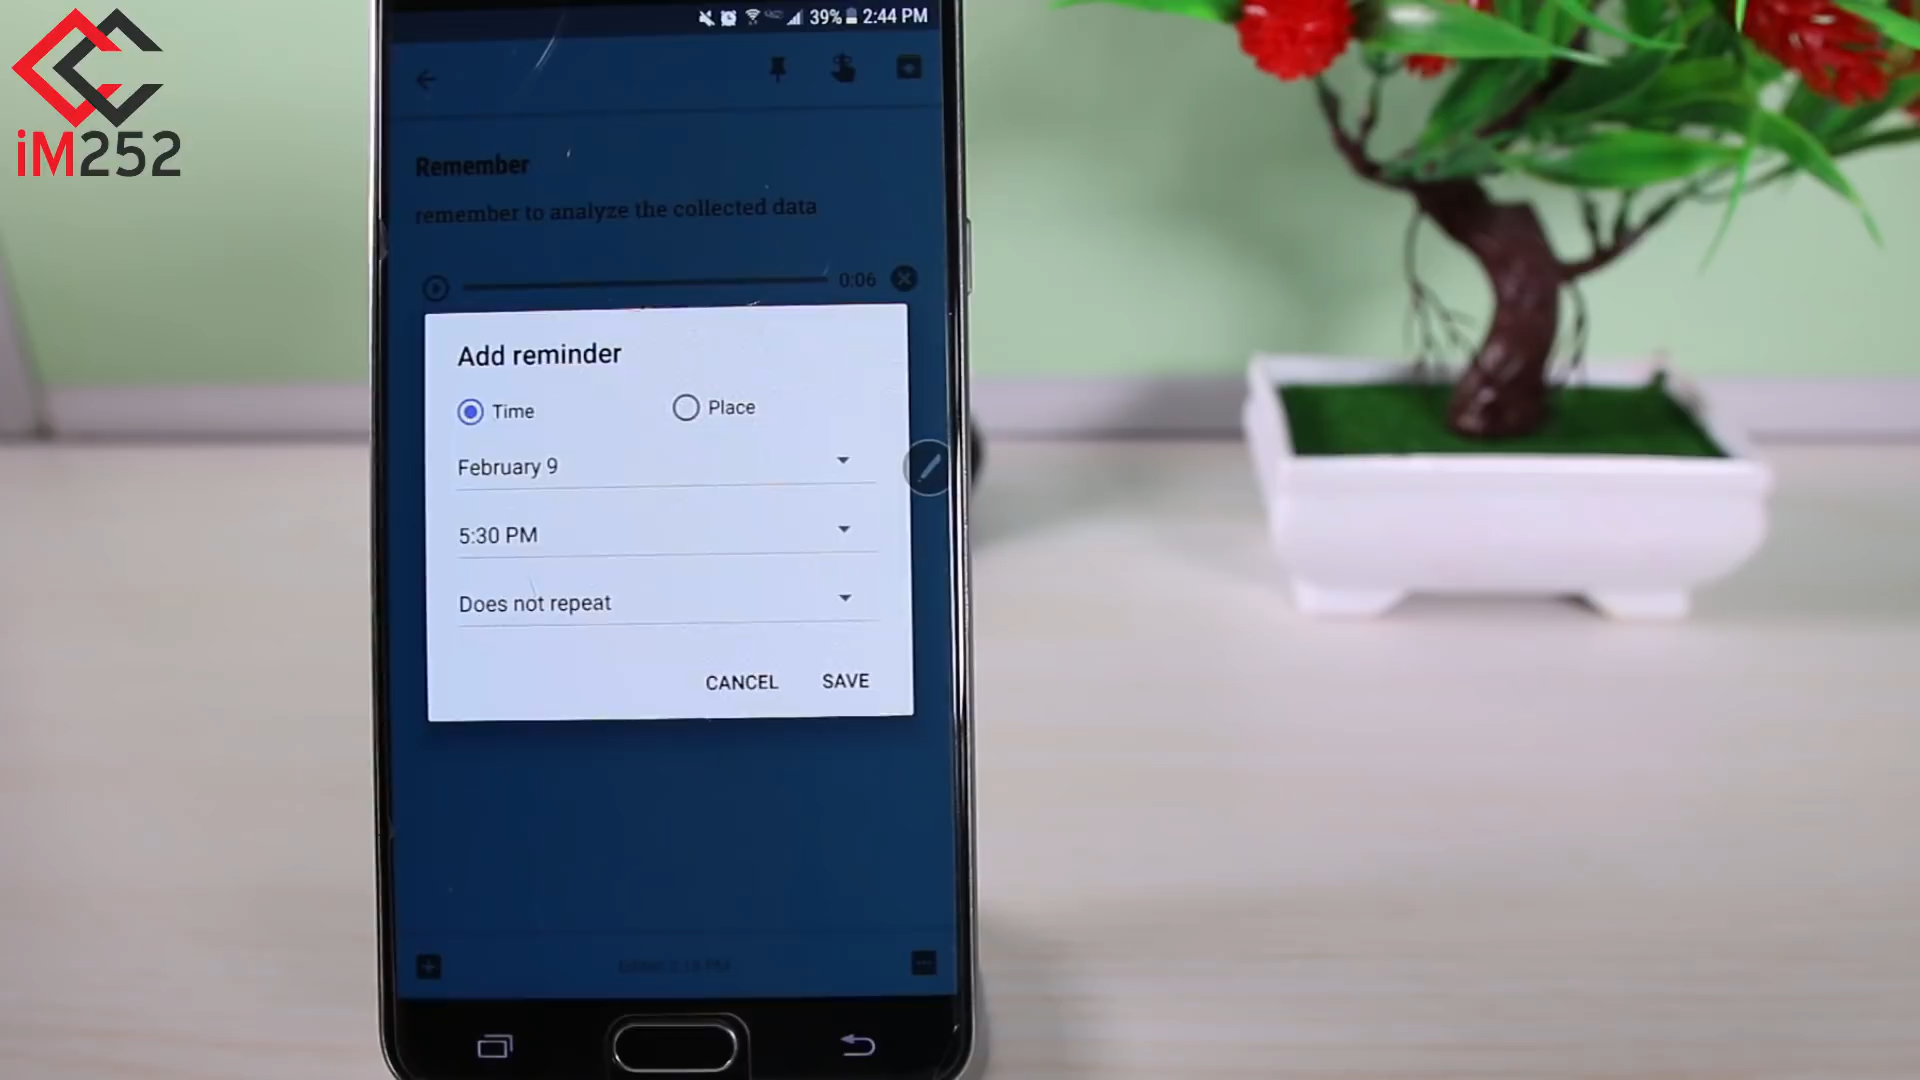 iM252
39% 2:44 PM
Remember
remember to analyze the collected data
0:06
Add reminder
Time
Place
February 9
5:30 PM
Does not repeat
CANCEL
SAVE